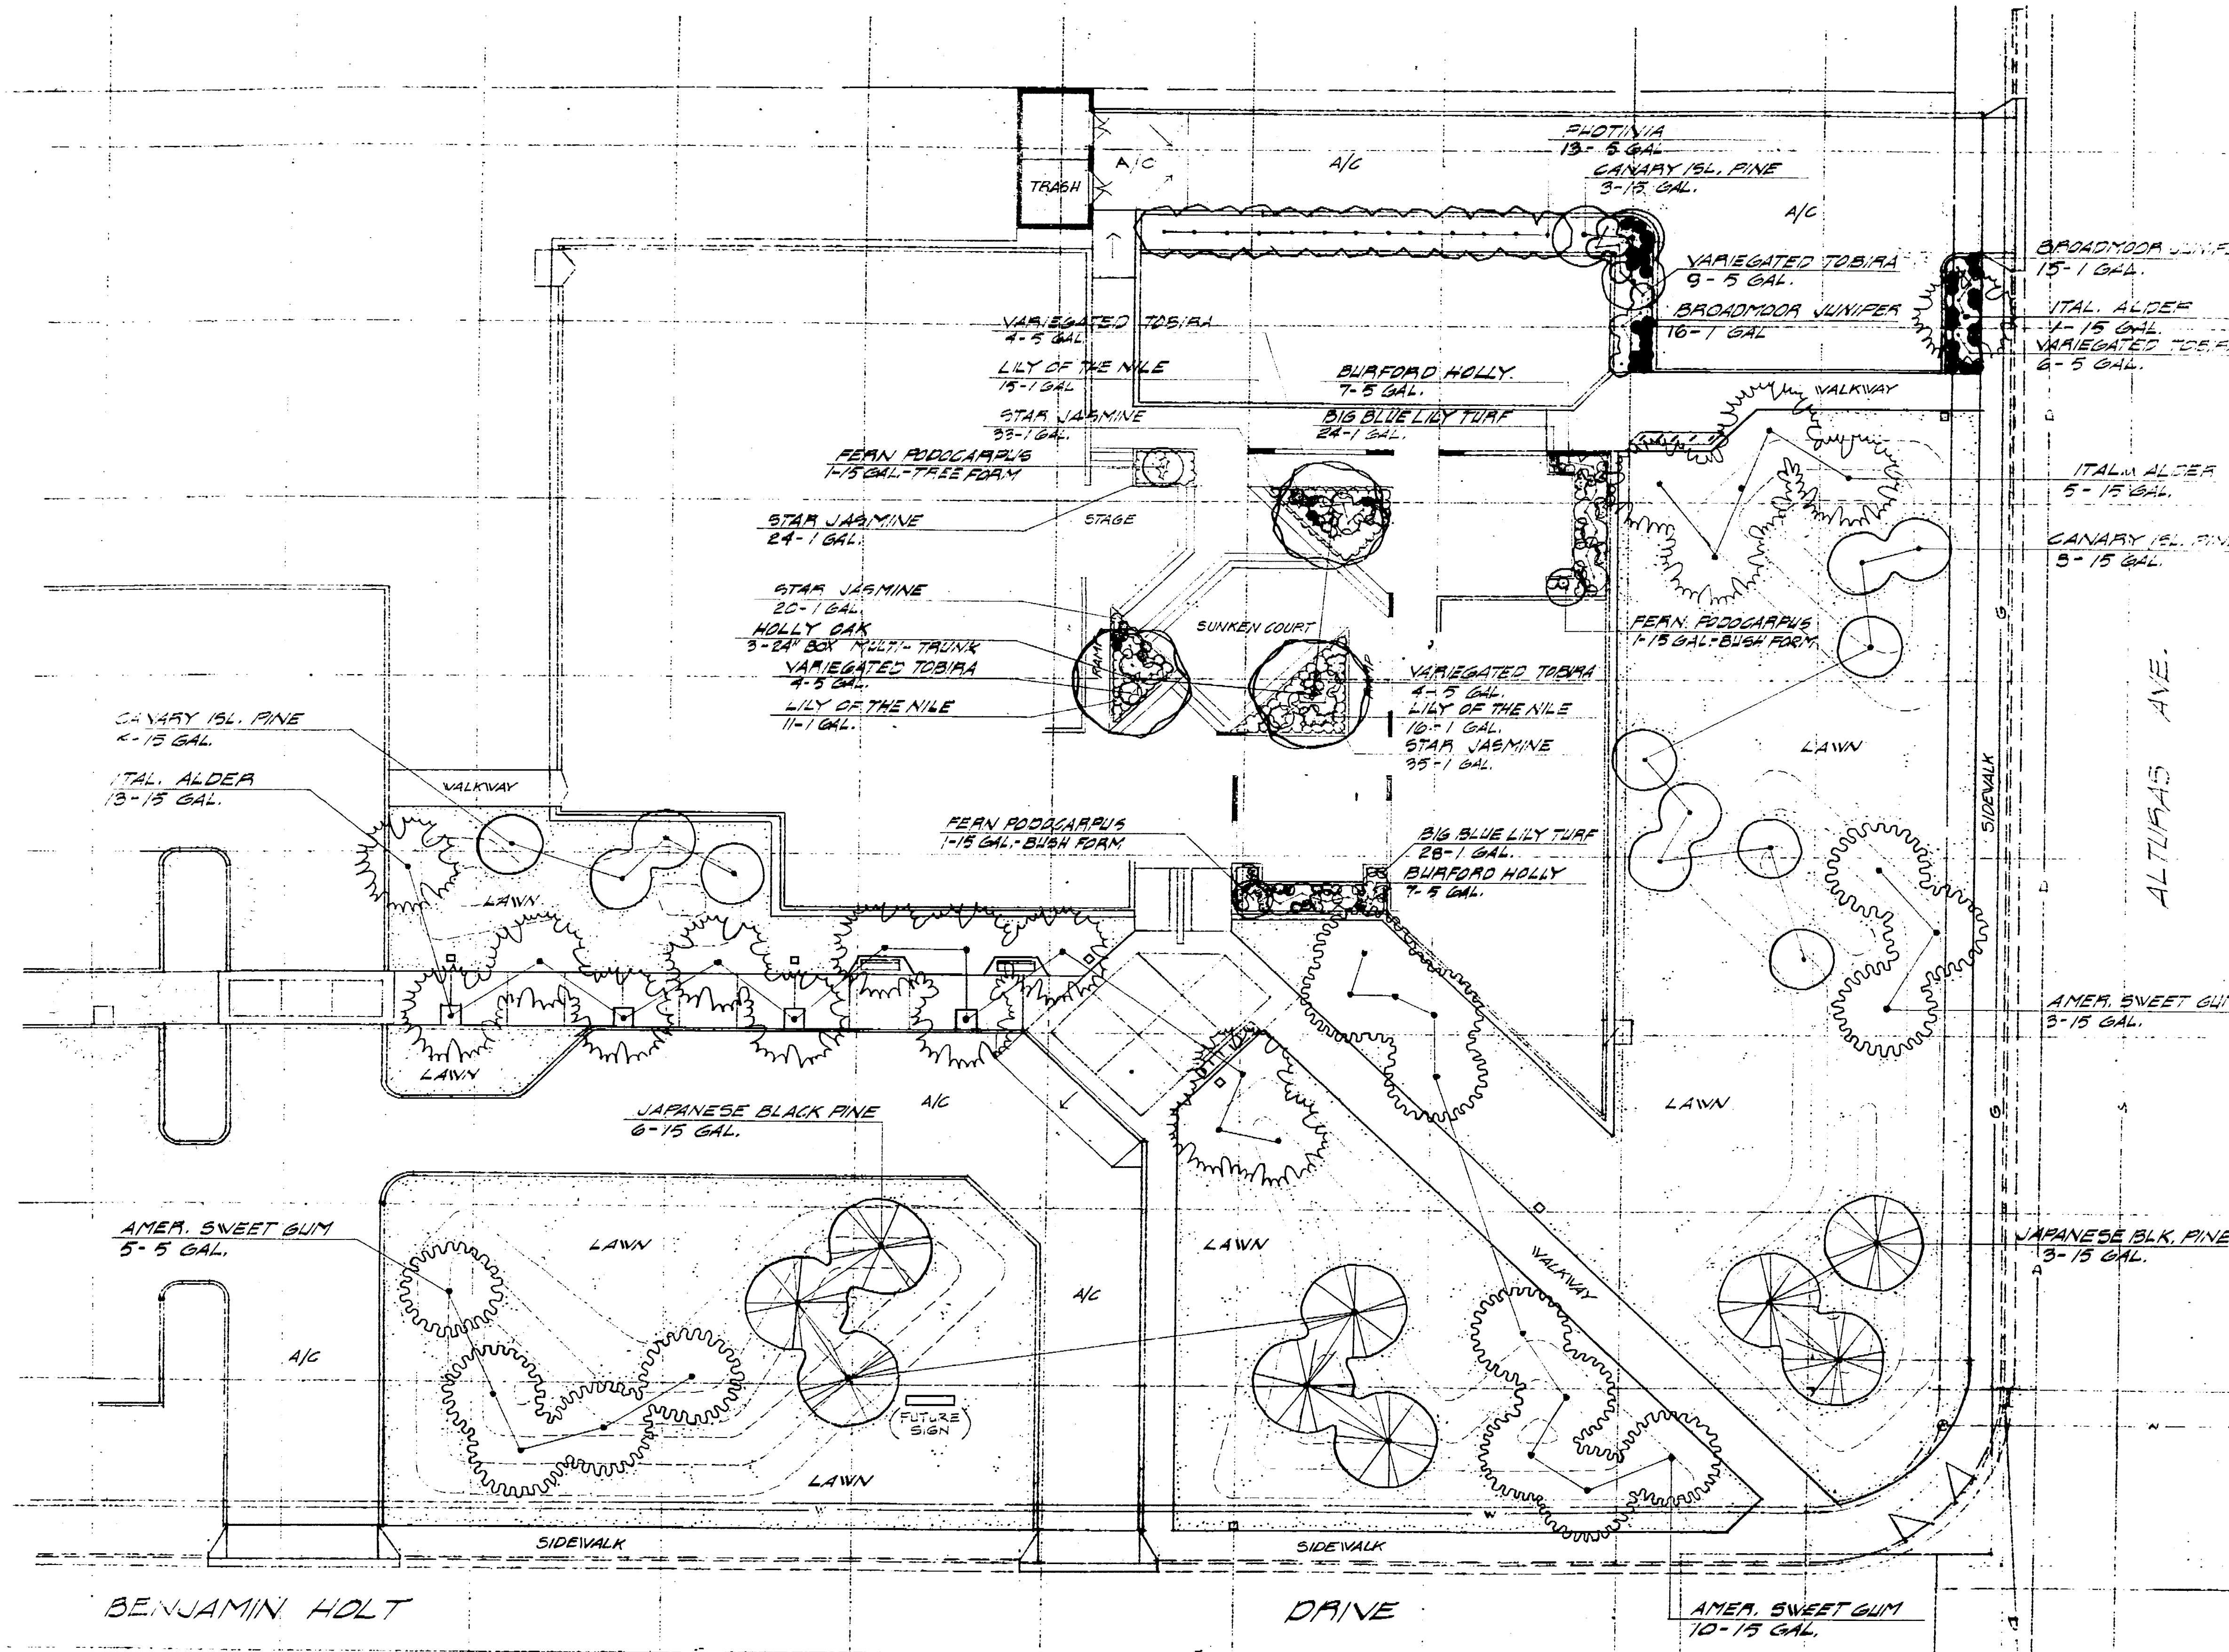 PHOTINIA
13-5 GAL
CANARY ISL. PINE
3-15 GAL.
A/C
A/C
A/C
TRASH
VARIEGATED TOBIRA
9-5 GAL.
BROADMOOR JUNIPER
16-1 GAL
BROADMOOR
15-1 GAL.
ITAL. ALDER
1-15 GAL.
VARIEGATED
6-5 GAL.
VARIEGATED TOBIRA
4-5 GAL
LILY OF THE NILE
15-1 GAL
STAR JASMINE
33-1 GAL.
BURFORD HOLLY.
7-5 GAL.
BIG BLUE LILY TURF
24-1 GAL.
WALKWAY
FERN PODOCARPUS
1-15 GAL-TREE FORM
STAR JASMINE
24-1 GAL.
STAGE
ITAL. ALDER
5-15 GAL.
CANARY ISL. PINE
15 GAL.
STAR JASMINE
20-1 GAL.
HOLLY OAK
3-24" BOX MULTI-TRUNK
VARIEGATED TOBIRA
4-5 GAL.
LILY OF THE NILE
11-1 GAL.
RAMP
SUNKEN COURT
RAMP
VARIEGATED TOBIRA
4-5 GAL.
LILY OF THE NILE
16-1 GAL.
STAR JASMINE
35-1 GAL.
FERN PODOCARPUS
1-15 GAL-BUSH FORM
G
ALTURAS AVE.
CANARY ISL. PINE
15 GAL.
ITAL. ALDER
13-15 GAL.
WALKWAY
LAWN
SIDEWALK
FERN PODOCARPUS
1-15 GAL.-BUSH FORM
BIG BLUE LILY TURF
28-1 GAL.
BURFORD HOLLY
7-5 GAL.
LAWN
AMER. SWEET GUM
3-15 GAL.
LAWN
JAPANESE BLACK PINE
6-15 GAL.
A/C
LAWN
G
AMER. SWEET GUM
5-5 GAL.
LAWN
LAWN
WALKWAY
JAPANESE BLK. PINE
3-15 GAL.
A/C
A/C
(FUTURE SIGN)
LAWN
W
W
SIDEWALK
SIDEWALK
BENJAMIN HOLT
DRIVE
AMER. SWEET GUM
10-15 GAL.